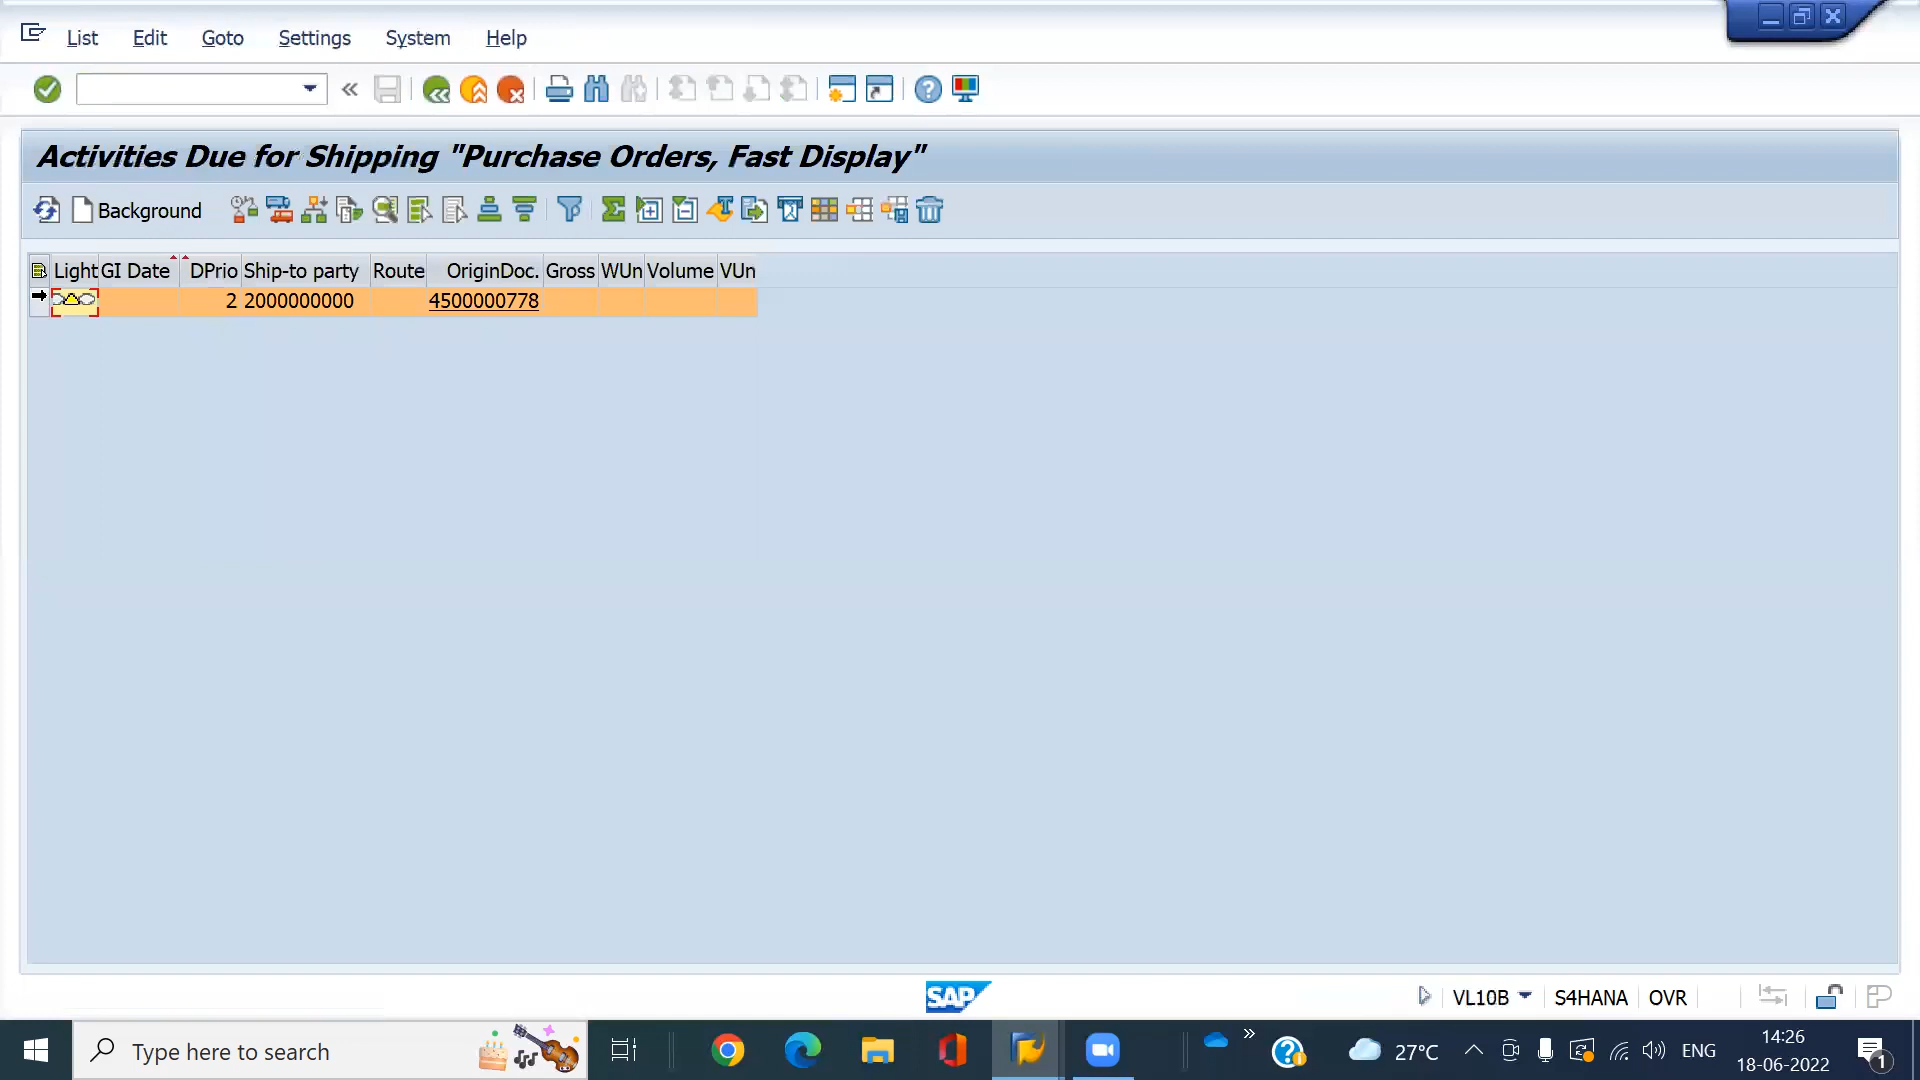 List Edit Goto Settings System Help
Activities Due for Shipping "Purchase Orders, Fast Display"
Background
Light GI Date DPrio Ship-to party Route OriginDoc. Gross WUn Volume VUn
2 2000000000 4500000778
SAP VL10B S4HANA OVR
Type here to search 27°C ENG 14:26
18-06-2022
1